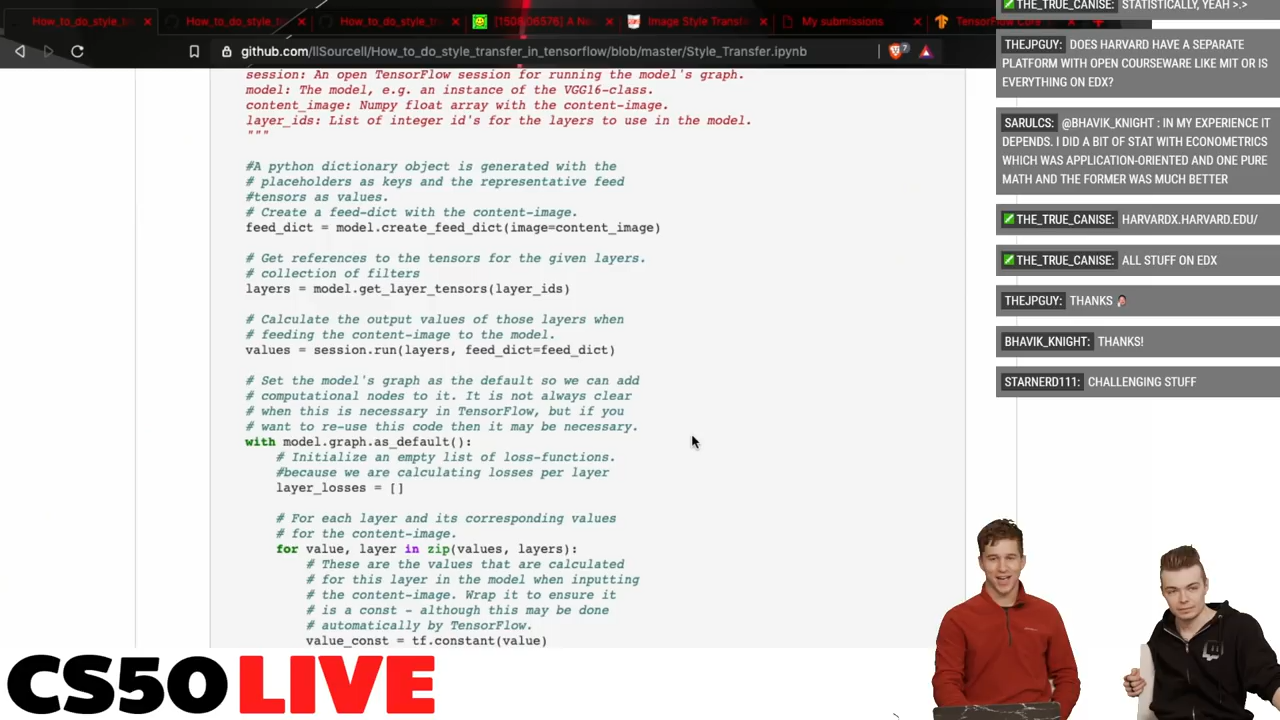 How_to_do_style_t
How_to_do_style_tr
How_to_do_style_tra
[1508.06576] A Ne
Image Style Transf
My submissions
TensorFlow Core
github.com/llSourcell/How_to_do_style_transfer_in_tensorflow/blob/master/Style_Transfer.ipynb
7
session: An open TensorFlow session for running the model's graph.
model: The model, e.g. an instance of the VGG16-class.
content_image: Numpy float array with the content-image.
layer_ids: List of integer id's for the layers to use in the model.
"""
#A python dictionary object is generated with the
# placeholders as keys and the representative feed
#tensors as values.
# Create a feed-dict with the content-image.
feed_dict = model.create_feed_dict(image=content_image)
# Get references to the tensors for the given layers.
# collection of filters
layers = model.get_layer_tensors(layer_ids)
# Calculate the output values of those layers when
# feeding the content-image to the model.
values = session.run(layers, feed_dict=feed_dict)
# Set the model's graph as the default so we can add
# computational nodes to it. It is not always clear
# when this is necessary in TensorFlow, but if you
# want to re-use this code then it may be necessary.
with model.graph.as_default():
# Initialize an empty list of loss-functions.
#because we are calculating losses per layer
layer_losses = []
# For each layer and its corresponding values
# for the content-image.
for value, layer in zip(values, layers):
# These are the values that are calculated
# for this layer in the model when inputting
# the content-image. Wrap it to ensure it
# is a const - although this may be done
# automatically by TensorFlow.
value_const = tf.constant(value)
THE_TRUE_CANISE: STATISTICALLY, YEAH >.>
THEJPGUY: DOES HARVARD HAVE A SEPARATE
PLATFORM WITH OPEN COURSEWARE LIKE MIT OR IS
EVERYTHING ON EDX?
SARULCS: @BHAVIK_KNIGHT : IN MY EXPERIENCE IT
DEPENDS. I DID A BIT OF STAT WITH ECONOMETRICS
WHICH WAS APPLICATION-ORIENTED AND ONE PURE
MATH AND THE FORMER WAS MUCH BETTER
THE_TRUE_CANISE: HARVARDX.HARVARD.EDU/
THE_TRUE_CANISE: ALL STUFF ON EDX
THEJPGUY: THANKS
BHAVIK_KNIGHT: THANKS!
STARNERD111: CHALLENGING STUFF
CS50 LIVE